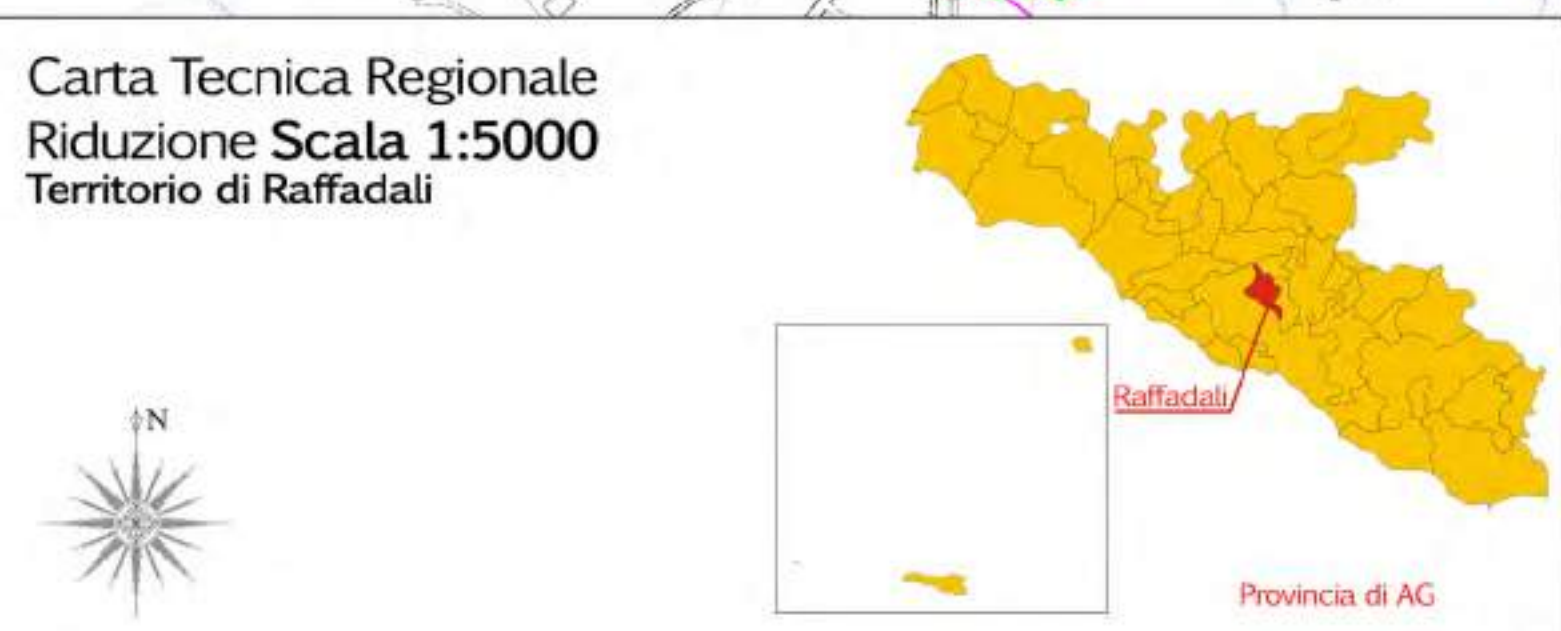 Carta Tecnica Regionale
Riduzione Scala 1:5000
Territorio di Raffadali
N
Raffadali
Provincia di AG